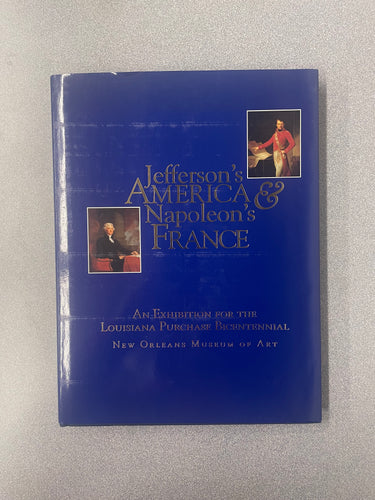 Jefferson's
AMERICA &
Napoleon's
FRANCE
AN EXHIBITION FOR THE
LOUISIANA PURCHASE BICENTENNIAL
NEW ORLEANS MUSEUM OF ART